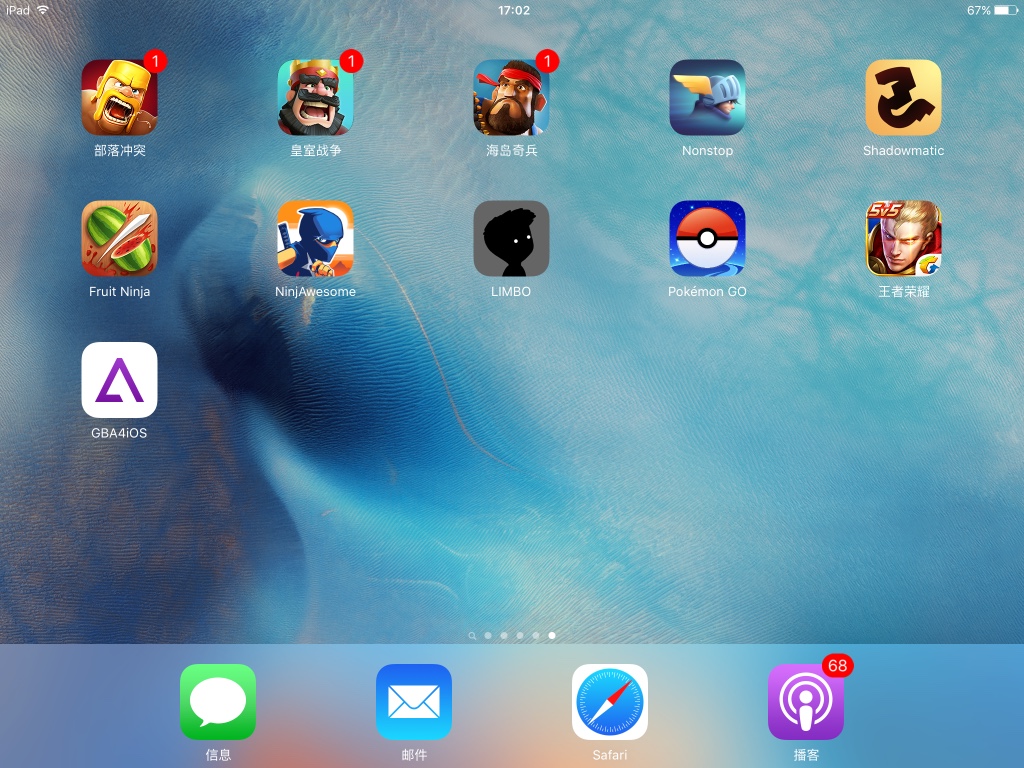 iPad 17:02 67%
1 1 1
部落冲突 皇室战争 海岛奇兵 Nonstop Shadowmatic
5v5
Fruit Ninja NinjAwesome LIMBO Pokémon GO 王者荣耀
GBA4iOS
68
信息 邮件 Safari 播客